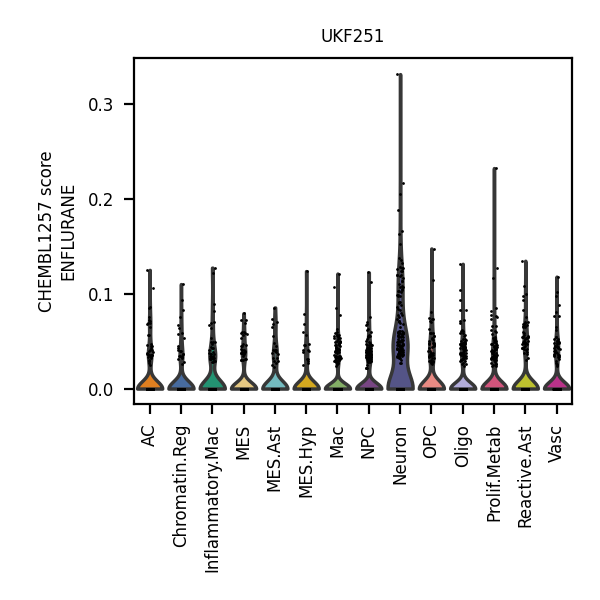 UKF251
CHEMBL1257 score
ENFLURANE
0.3
0.2
0.1
0.0
AC
Chromatin.Reg
Inflammatory.Mac
MES
MES.Ast
MES.Hyp
Mac
NPC
Neuron
OPC
Oligo
Prolif.Metab
Reactive.Ast
Vasc